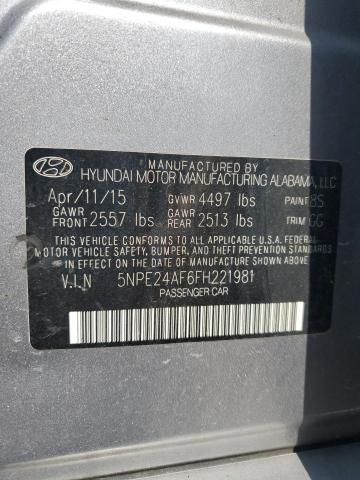 MANUFACTURED BY
HYUNDAI MOTOR MANUFACTURING ALABAMA, LLC
Apr/11/15 GVWR 4497 lbs PAINT 8S
GAWR FRONT 2557 lbs GAWR REAR 2513 lbs TRIM GG
THIS VEHICLE CONFORMS TO ALL APPLICABLE U.S.A. FEDERAL
MOTOR VEHICLE SAFETY, BUMPER, AND THEFT PREVENTION
STANDARDS IN EFFECT ON THE DATE OF MANUFACTURE SHOWN ABOVE.
V.I.N 5NPE24AF6FH221981
PASSENGER CAR